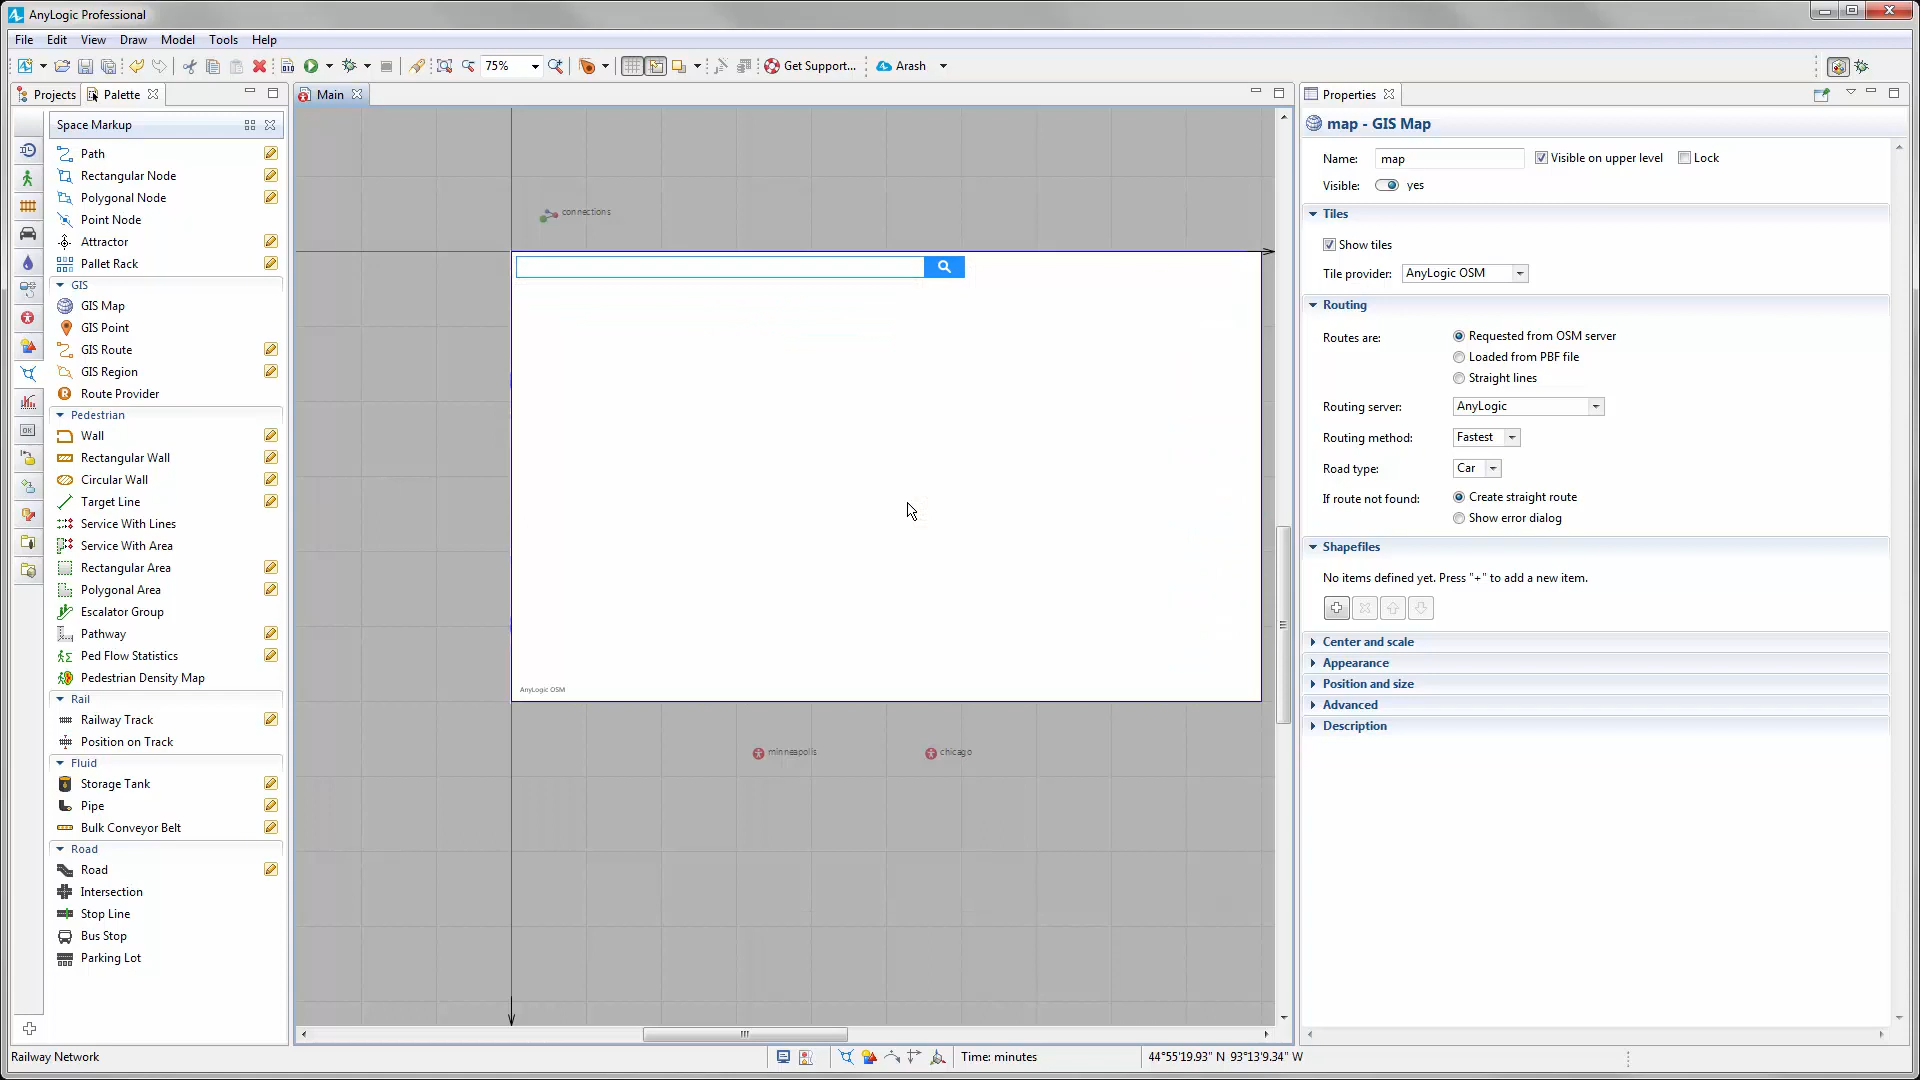 AnyLogic Professional
File Edit View Draw Model Tools Help
75% Get Support... Arash
Projects Palette
Main
Properties
Space Markup
Path
Rectangular Node
Polygonal Node
Point Node
Attractor
Pallet Rack
GIS
GIS Map
GIS Point
GIS Route
GIS Region
Route Provider
Pedestrian
Wall
Rectangular Wall
Circular Wall
Target Line
Service With Lines
Service With Area
Rectangular Area
Polygonal Area
Escalator Group
Pathway
Ped Flow Statistics
Pedestrian Density Map
Rail
Railway Track
Position on Track
Fluid
Storage Tank
Pipe
Bulk Conveyor Belt
Road
Road
Intersection
Stop Line
Bus Stop
Parking Lot
connections
AnyLogic OSM
minneapolis
chicago
map - GIS Map
Name: map Visible on upper level Lock
Visible: yes
Tiles
Show tiles
Tile provider: AnyLogic OSM
Routing
Routes are: Requested from OSM server
Loaded from PBF file
Straight lines
Routing server: AnyLogic
Routing method: Fastest
Road type: Car
If route not found: Create straight route
Show error dialog
Shapefiles
No items defined yet. Press "+" to add a new item.
Center and scale
Appearance
Position and size
Advanced
Description
Railway Network
Time: minutes
44°55'19.93" N 93°13'9.34" W